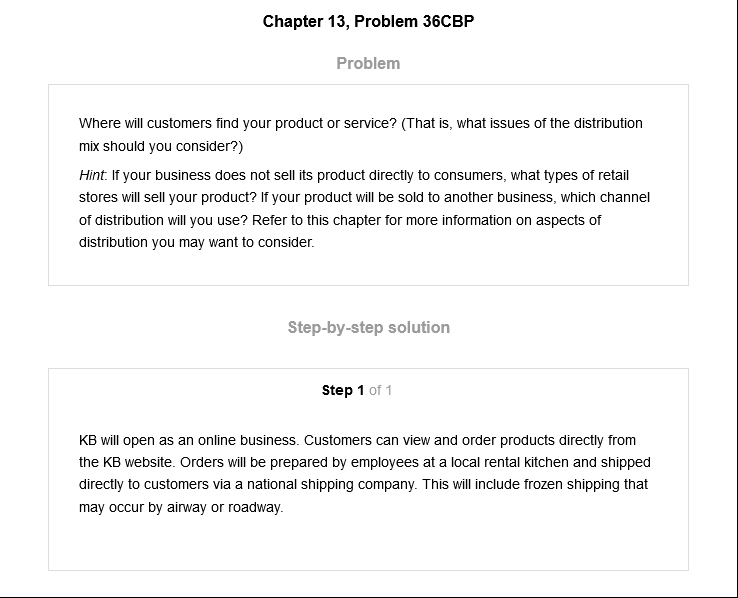 Chapter 13, Problem 36CBP
Problem
Where will customers find your product or service? (That is, what issues of the distribution
mix should you consider?)
Hint: If your business does not sell its product directly to consumers, what types of retail
stores will sell your product? If your product will be sold to another business, which channel
of distribution will you use? Refer to this chapter for more information on aspects of
distribution you may want to consider.
Step-by-step solution
Step 1 of 1
KB will open as an online business. Customers can view and order products directly from
the KB website. Orders will be prepared by employees at a local rental kitchen and shipped
directly to customers via a national shipping company. This will include frozen shipping that
may occur by airway or roadway.